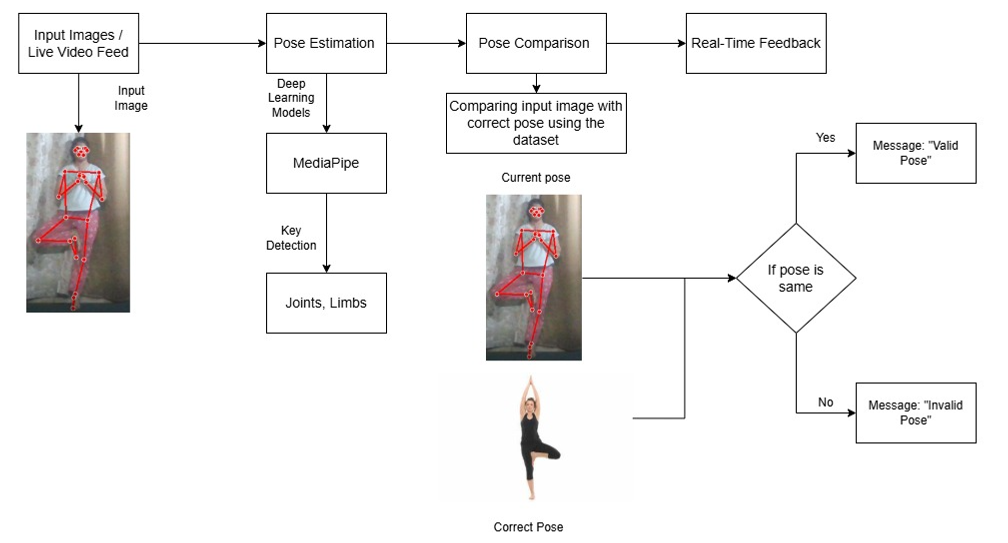 Input Images /
Live Video Feed
Pose Estimation
Pose Comparison
Real-Time Feedback
Input
Image
Deep
Learning
Models
Comparing input image with
correct pose using the
dataset
MediaPipe
Yes
Message: "Valid
Pose"
Current pose
Key
Detection
If pose is
same
Joints, Limbs
No
Message: "Invalid
Pose"
Correct Pose